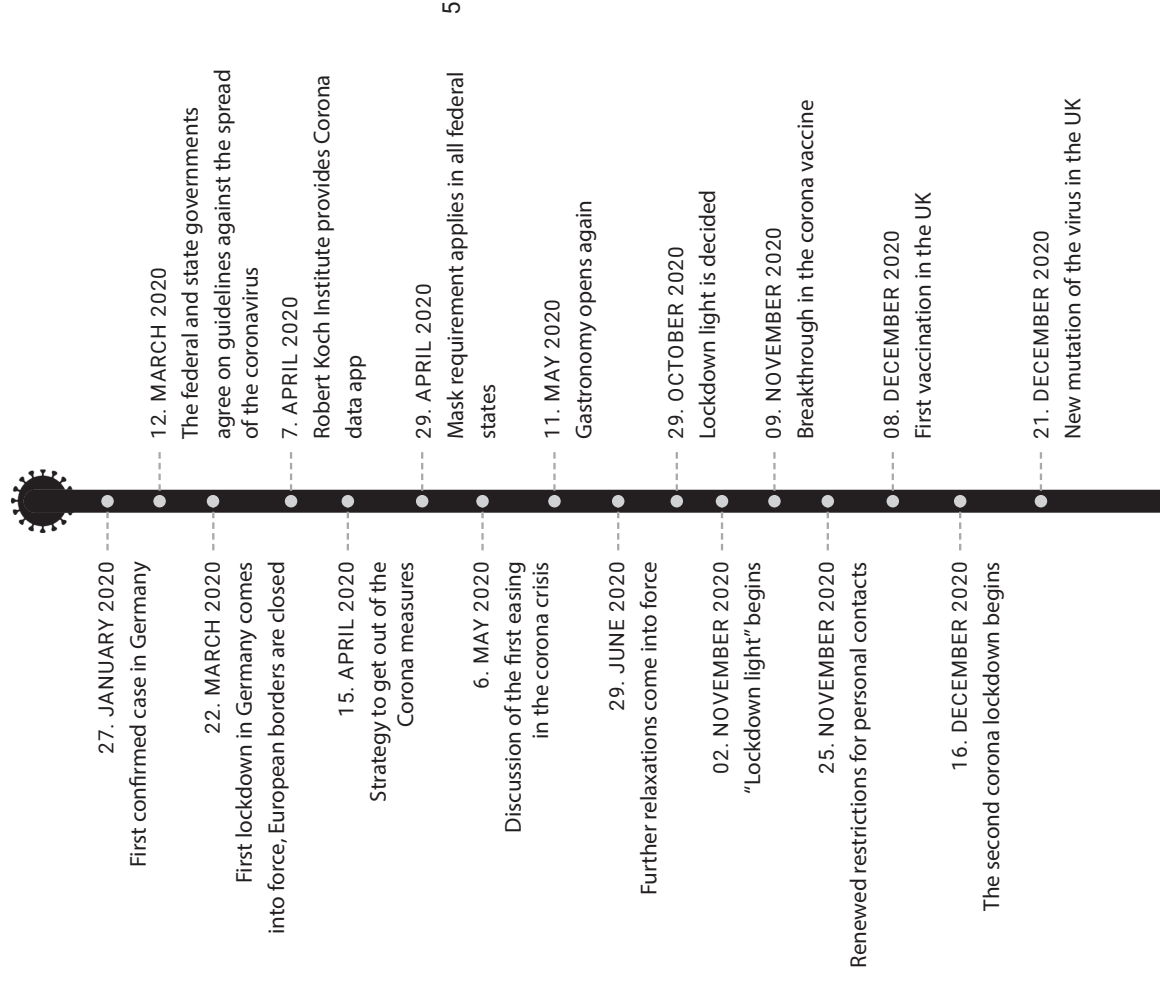 5
27. JANUARY 2020
First confirmed case in Germany
12. MARCH 2020
The federal and state governments
agree on guidelines against the spread
of the coronavirus
22. MARCH 2020
First lockdown in Germany comes
into force, European borders are closed
7. APRIL 2020
Robert Koch Institute provides Corona
data app
15. APRIL 2020
Strategy to get out of the
Corona measures
29. APRIL 2020
Mask requirement applies in all federal
states
6. MAY 2020
Discussion of the first easing
in the corona crisis
11. MAY 2020
Gastronomy opens again
29. JUNE 2020
Further relaxations come into force
29. OCTOBER 2020
Lockdown light is decided
02. NOVEMBER 2020
“Lockdown light” begins
09. NOVEMBER 2020
Breakthrough in the corona vaccine
25. NOVEMBER 2020
Renewed restrictions for personal contacts
08. DECEMBER 2020
First vaccination in the UK
16. DECEMBER 2020
The second corona lockdown begins
21. DECEMBER 2020
New mutation of the virus in the UK